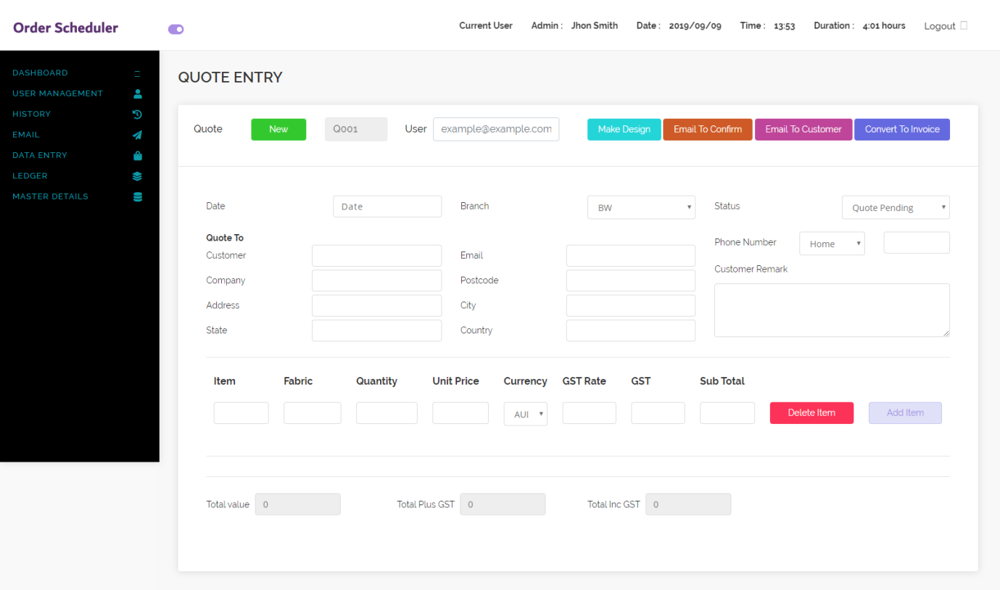 Order Scheduler
Current User Admin : Jhon Smith Date : 2019/09/09 Time : 13:53 Duration : 4:01 hours Logout
DASHBOARD
USER MANAGEMENT
HISTORY
EMAIL
DATA ENTRY
LEDGER
MASTER DETAILS
QUOTE ENTRY
Quote New Q001 User example@example.com Make Design Email To Confirm Email To Customer Convert To Invoice
Date Date Branch BW Status Quote Pending
Quote To
Phone Number Home
Customer Email
Customer Remark
Company Postcode
Address City
State Country
Item Fabric Quantity Unit Price Currency GST Rate GST Sub Total
AUI Delete Item Add Item
Total value 0 Total Plus GST 0 Total Inc GST 0